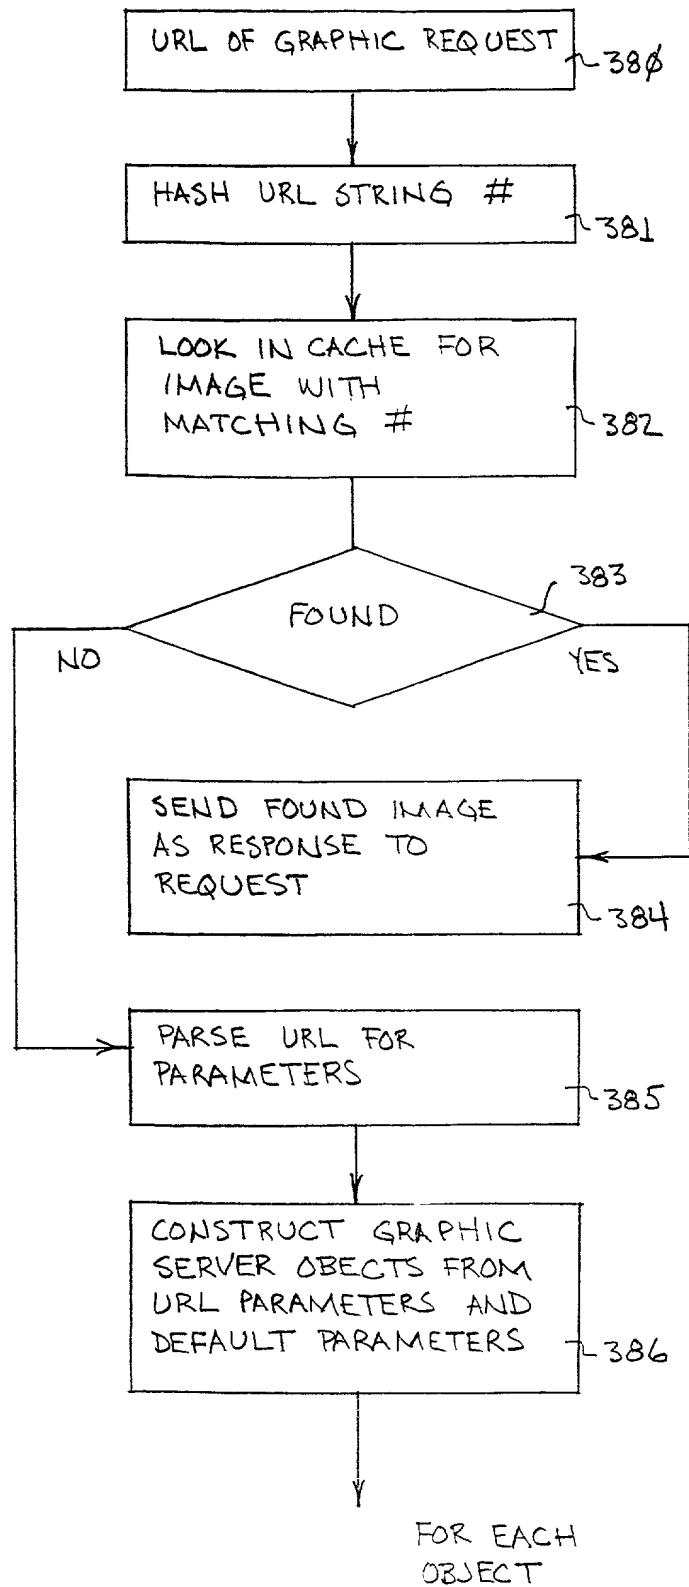 URL OF GRAPHIC REQUEST
380
HASH URL STRING #
381
LOOK IN CACHE FOR
IMAGE WITH
MATCHING #
382
383
FOUND
NO
YES
SEND FOUND IMAGE
AS RESPONSE TO
REQUEST
384
PARSE URL FOR
PARAMETERS
385
CONSTRUCT GRAPHIC
SERVER OBECTS FROM
URL PARAMETERS AND
DEFAULT PARAMETERS
386
FOR EACH
OBJECT